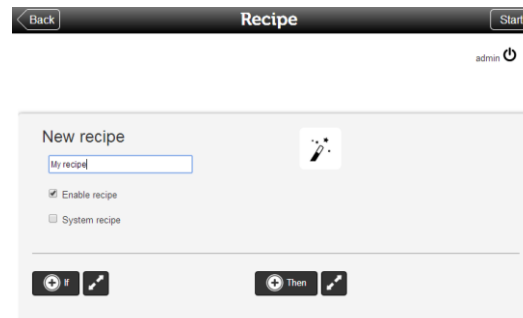 Back Recipe Start
admin
New recipe
My recipe
Enable recipe
System recipe
If Then